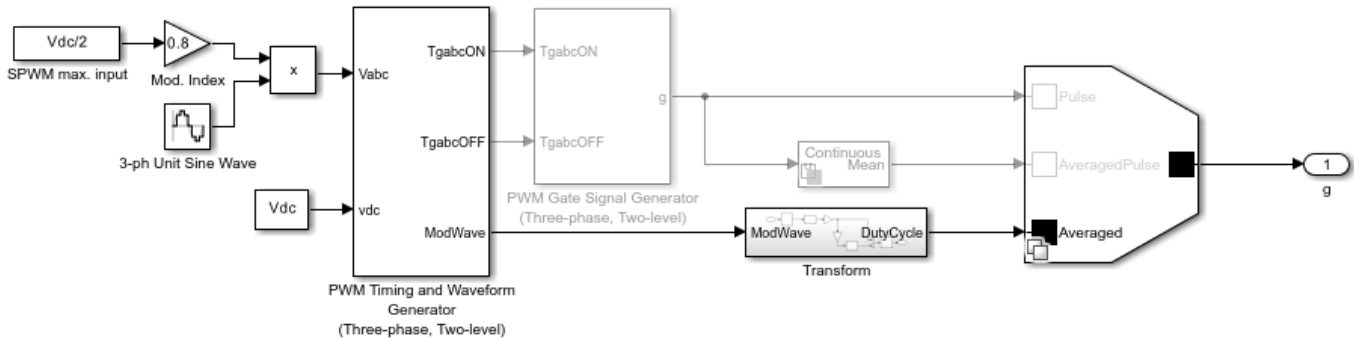 Vdc/2
SPWM max. input
0.8
Mod. Index
x
3-ph Unit Sine Wave
Vdc
Vabc
vdc
TgabcON
TgabcOFF
ModWave
PWM Timing and Waveform
Generator
(Three-phase, Two-level)
TgabcON
TgabcOFF
g
PWM Gate Signal Generator
(Three-phase, Two-level)
Continuous
Mean
ModWave
DutyCycle
Transform
Pulse
AveragedPulse
Averaged
1
g